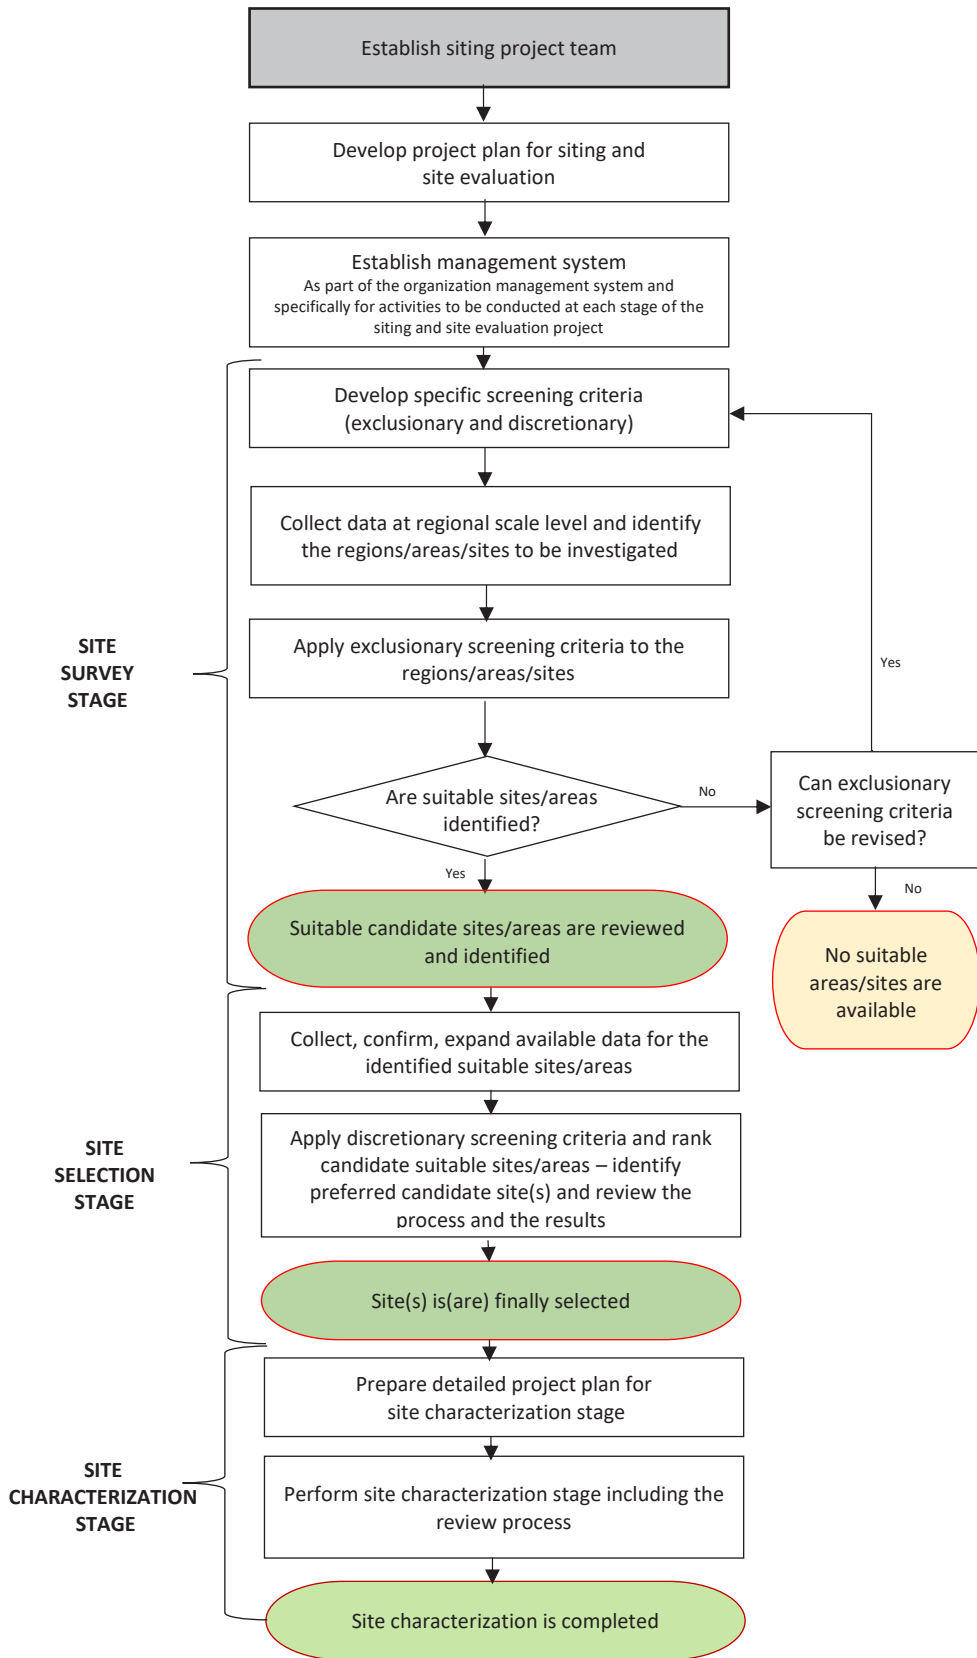 Establish siting project team
Develop project plan for siting and
site evaluation
Establish management system
As part of the organization management system and
specifically for activities to be conducted at each stage of the
siting and site evaluation project
Develop specific screening criteria
(exclusionary and discretionary)
Collect data at regional scale level and identify
the regions/areas/sites to be investigated
SITE
SURVEY
STAGE
Apply exclusionary screening criteria to the
regions/areas/sites
Yes
Are suitable sites/areas
identified?
No
Can exclusionary
screening criteria
be revised?
Yes
No
Suitable candidate sites/areas are reviewed
and identified
No suitable
areas/sites are
available
Collect, confirm, expand available data for the
identified suitable sites/areas
SITE
SELECTION
STAGE
Apply discretionary screening criteria and rank
candidate suitable sites/areas – identify
preferred candidate site(s) and review the
process and the results
Site(s) is(are) finally selected
Prepare detailed project plan for
site characterization stage
SITE
CHARACTERIZATION
STAGE
Perform site characterization stage including the
review process
Site characterization is completed